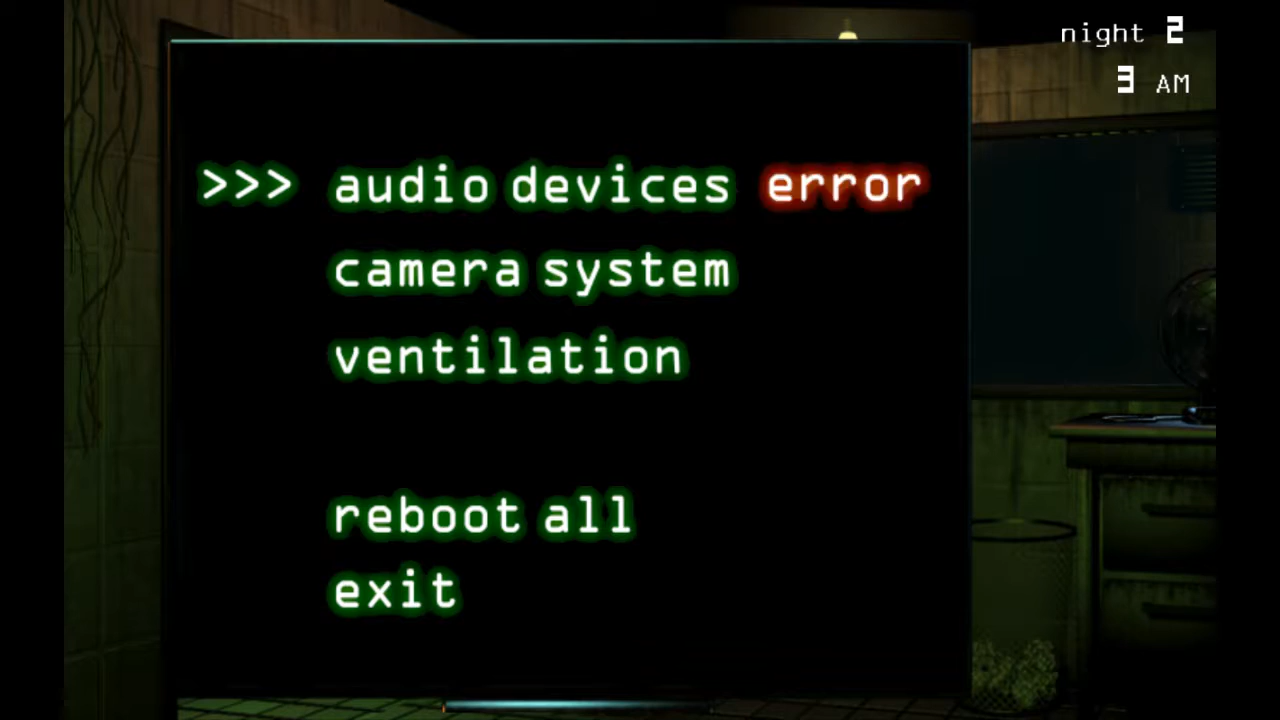 night 2
3 AM
>>> audio devices error
camera system
ventilation
reboot all
exit